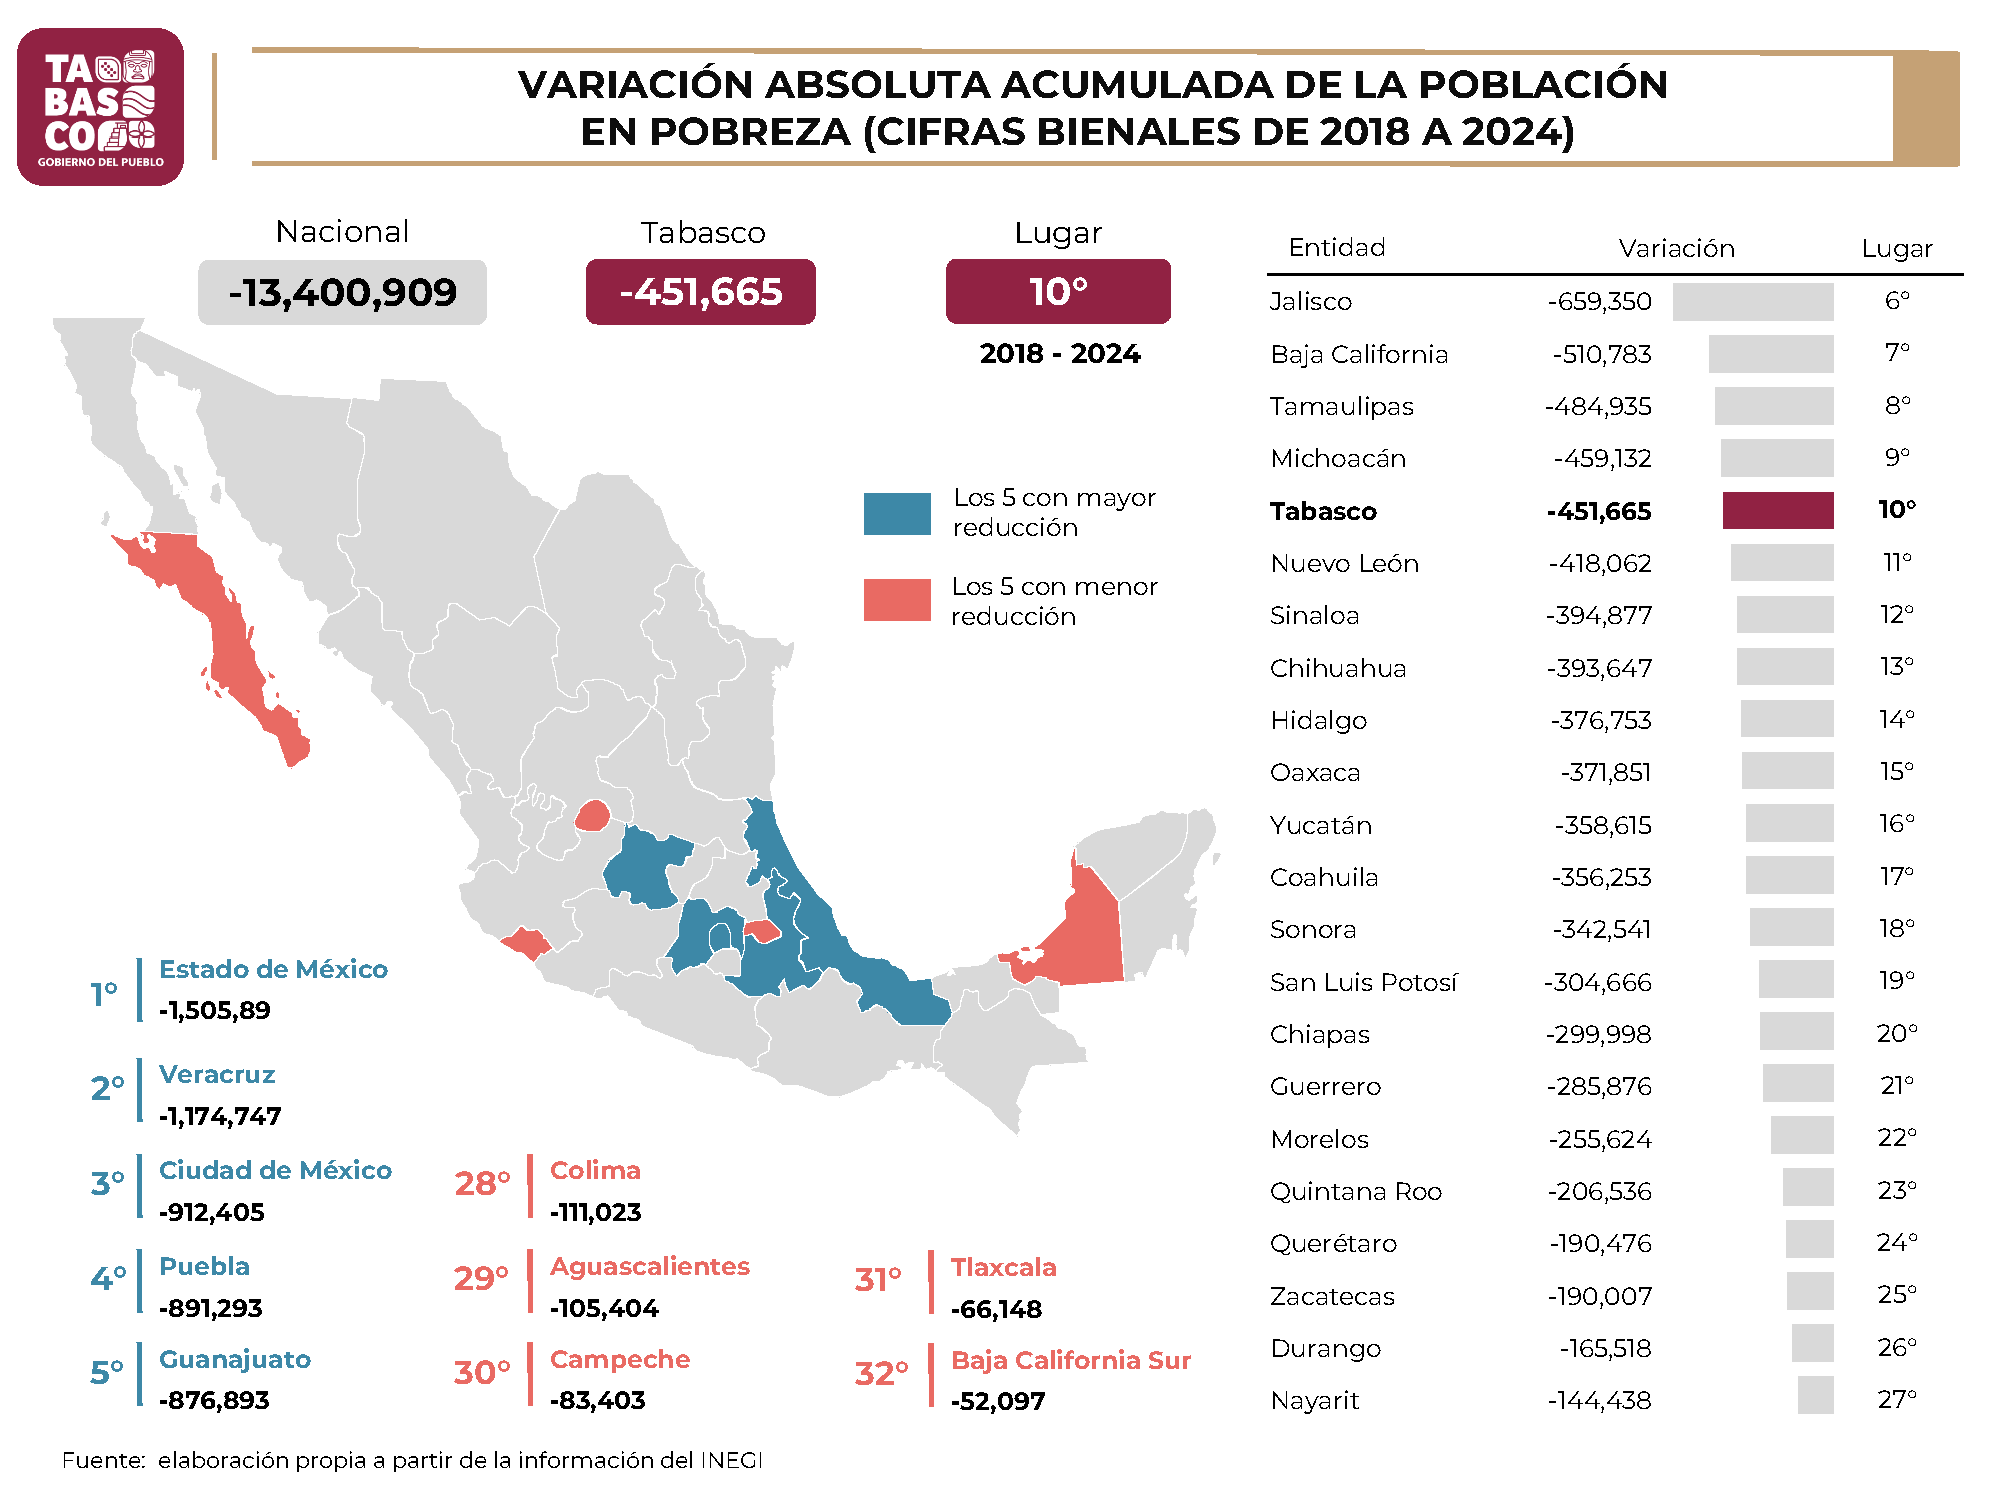 TA
BAS
CO
GOBIERNO DEL PUEBLO
VARIACIÓN ABSOLUTA ACUMULADA DE LA POBLACIÓN
EN POBREZA (CIFRAS BIENALES DE 2018 A 2024)
Nacional
-13,400,909
Tabasco
-451,665
Lugar
10°
2018 - 2024
Los 5 con mayor
reducción
Los 5 con menor
reducción
1°
Estado de México
-1,505,89
2°
Veracruz
-1,174,747
3°
Ciudad de México
-912,405
4°
Puebla
-891,293
5°
Guanajuato
-876,893
28°
Colima
-111,023
29°
Aguascalientes
-105,404
30°
Campeche
-83,403
31°
Tlaxcala
-66,148
32°
Baja California Sur
-52,097
Entidad Variación Lugar
Jalisco -659,350 6°
Baja California -510,783 7°
Tamaulipas -484,935 8°
Michoacán -459,132 9°
Tabasco -451,665 10°
Nuevo León -418,062 11°
Sinaloa -394,877 12°
Chihuahua -393,647 13°
Hidalgo -376,753 14°
Oaxaca -371,851 15°
Yucatán -358,615 16°
Coahuila -356,253 17°
Sonora -342,541 18°
San Luis Potosí -304,666 19°
Chiapas -299,998 20°
Guerrero -285,876 21°
Morelos -255,624 22°
Quintana Roo -206,536 23°
Querétaro -190,476 24°
Zacatecas -190,007 25°
Durango -165,518 26°
Nayarit -144,438 27°
Fuente: elaboración propia a partir de la información del INEGI